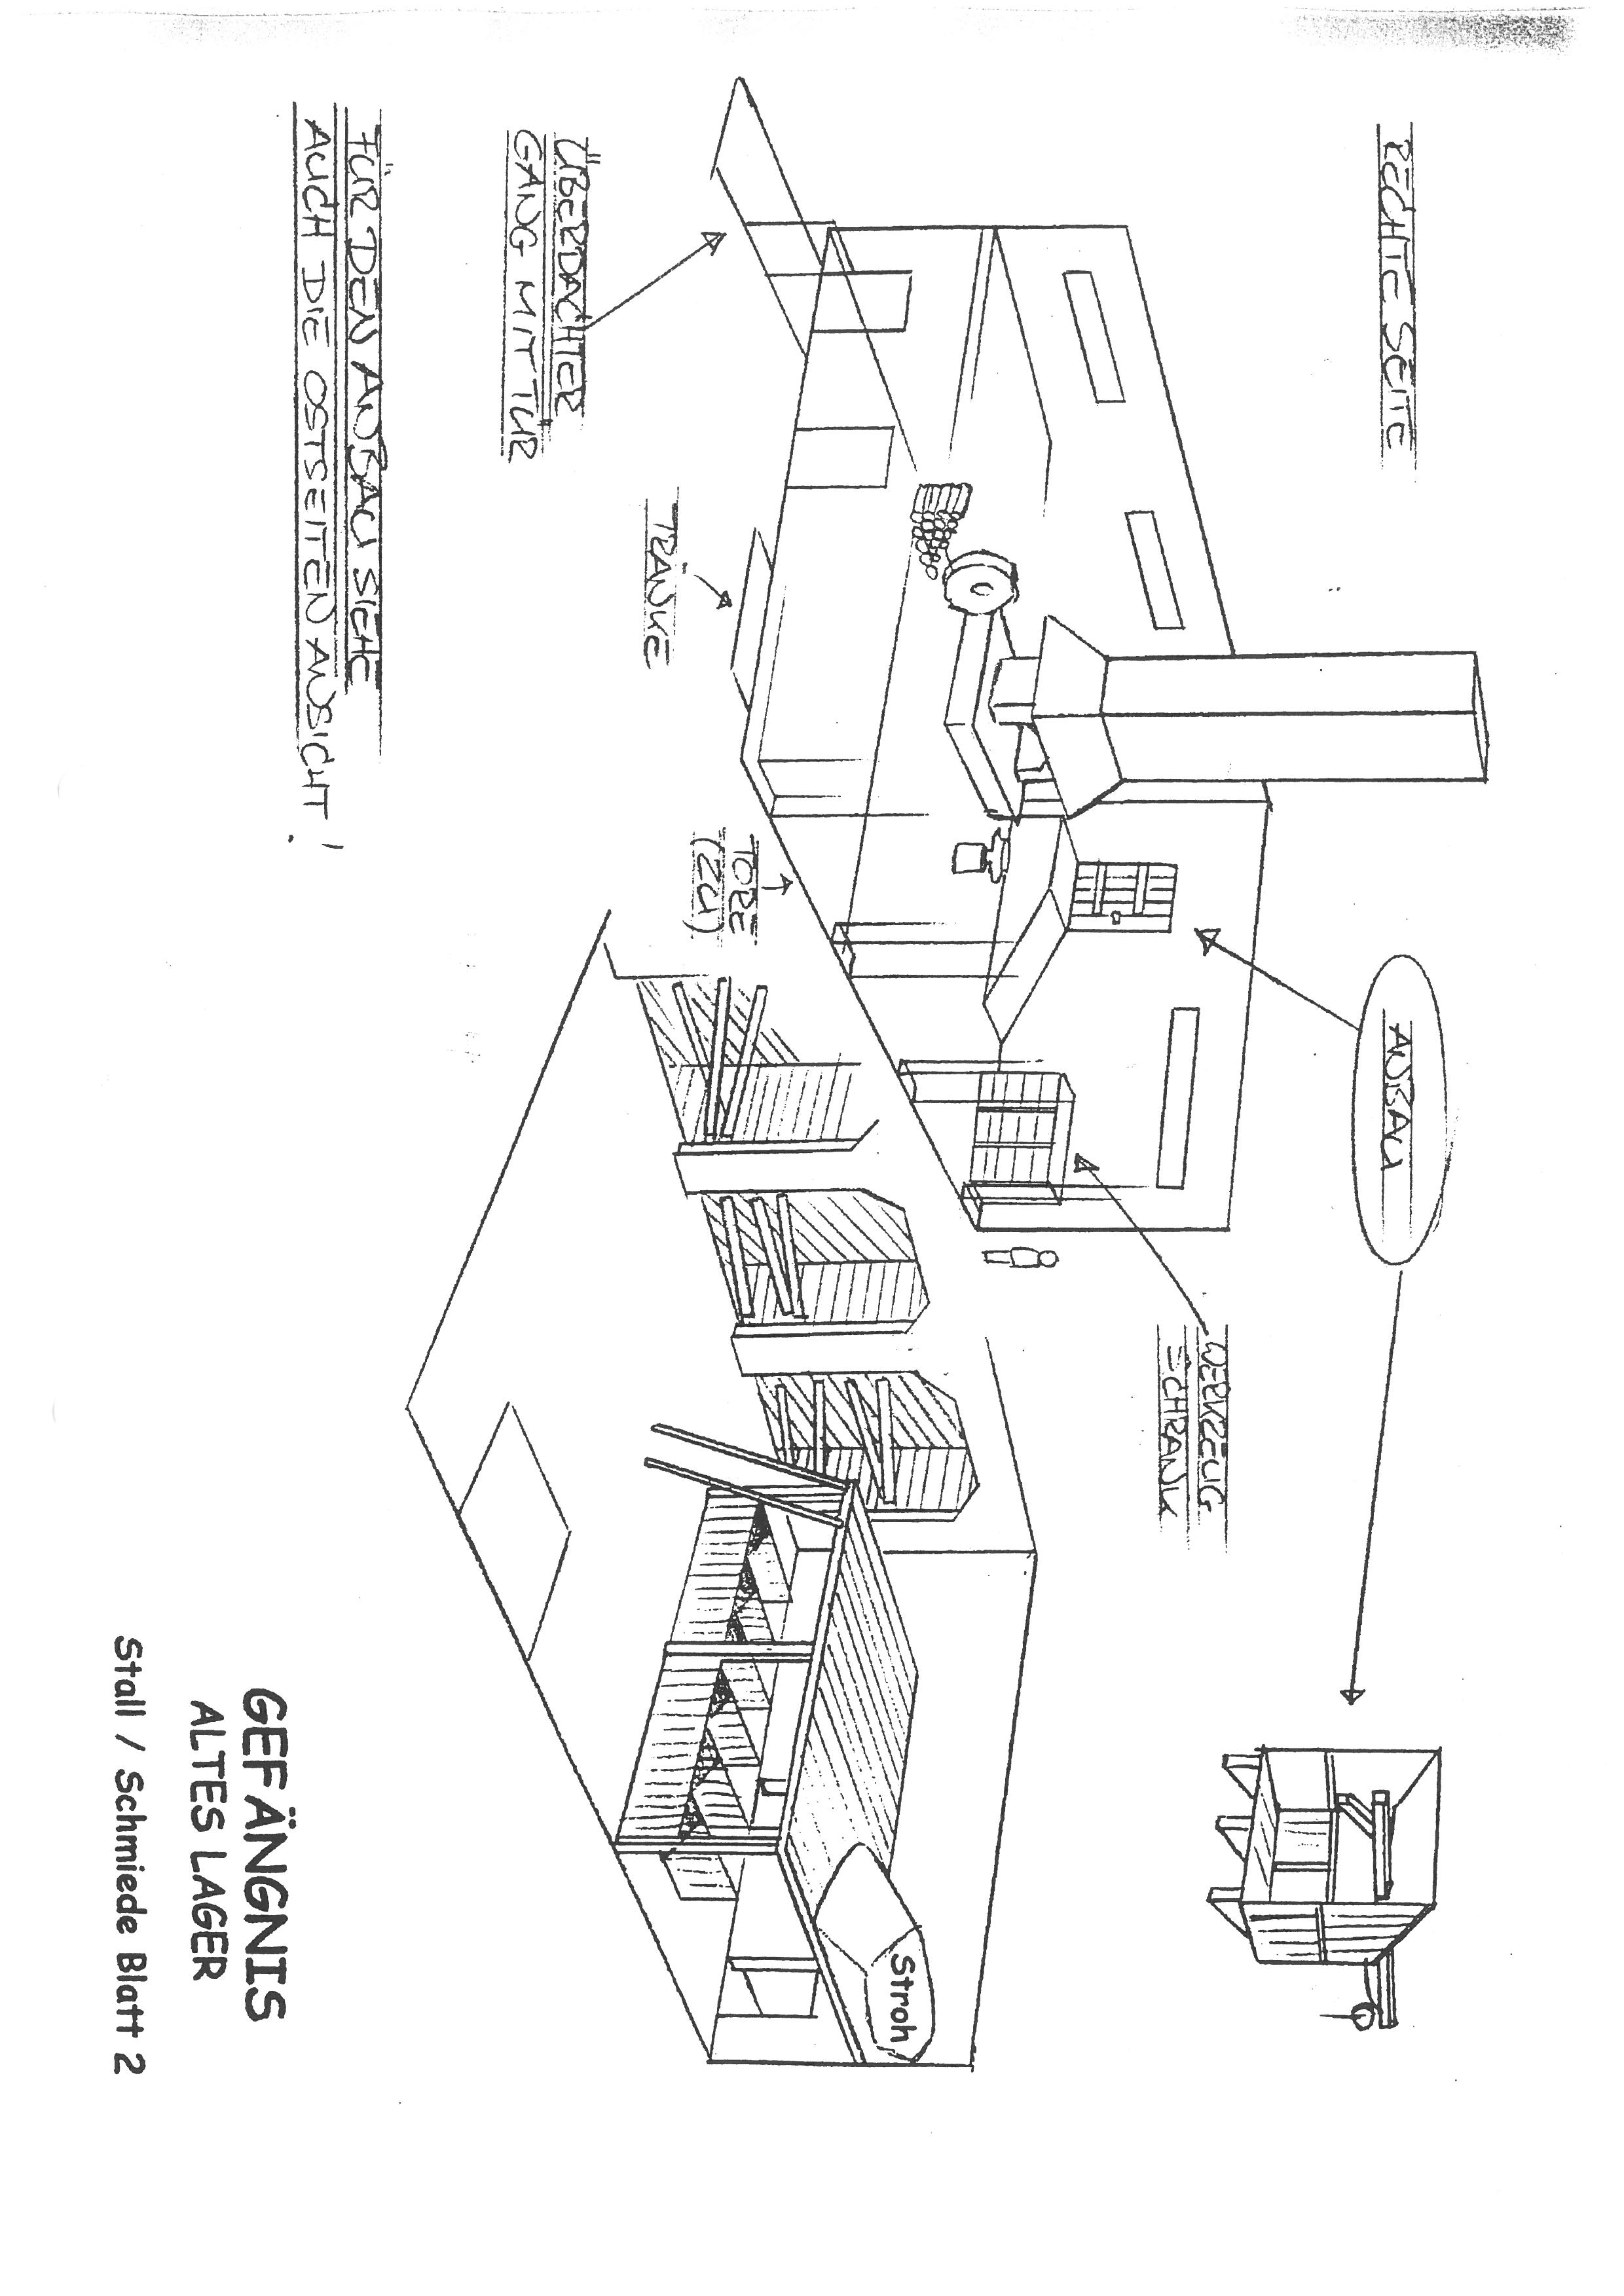 RECHTE SEITE
ANBAU
WERKZEUG
SCHRANK
TORE
(ZU)
TRÄNKE
ÜBERDACHTER
GANG MIT TÜR
Stroh
FÜR DEN ANBAU SIEHE
AUCH DIE OSTSEITEN ANSICHT!
GEFÄNGNIS
ALTES LAGER
Stall / Schmiede Blatt 2